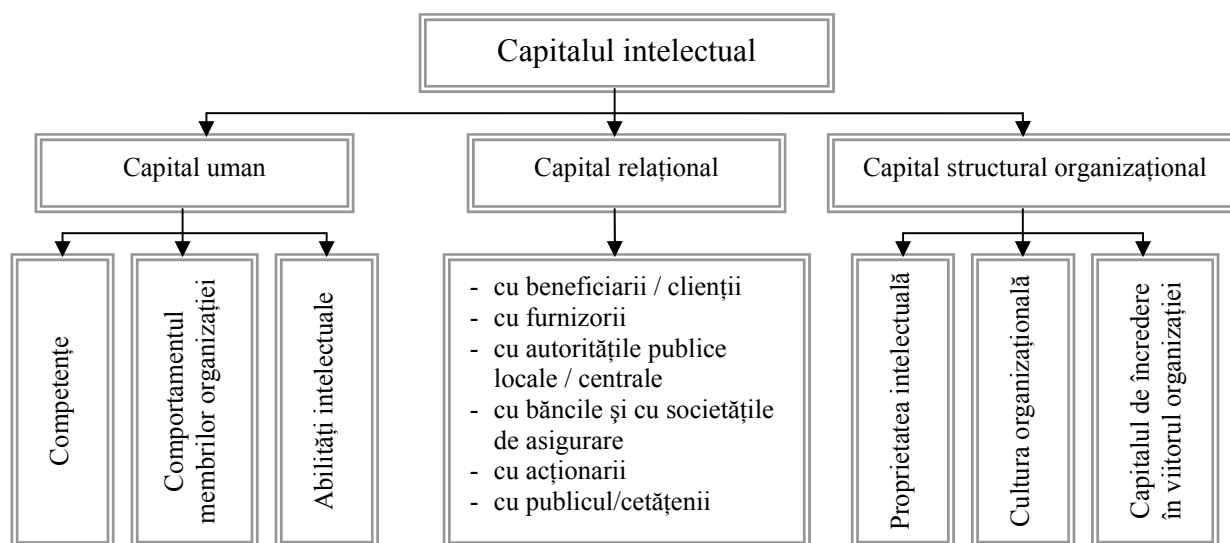 Capitalul intelectual
Capital uman
Capital relațional
Capital structural organizațional
Competențe
Comportamentul
membrilor organizației
Abilități intelectuale
- cu beneficiarii / clienții
- cu furnizorii
- cu autoritățile publice
locale / centrale
- cu băncile şi cu societățile
de asigurare
- cu acționarii
- cu publicul/cetățenii
Proprietatea intelectuală
Cultura organizațională
Capitalul de încredere
în viitorul organizației